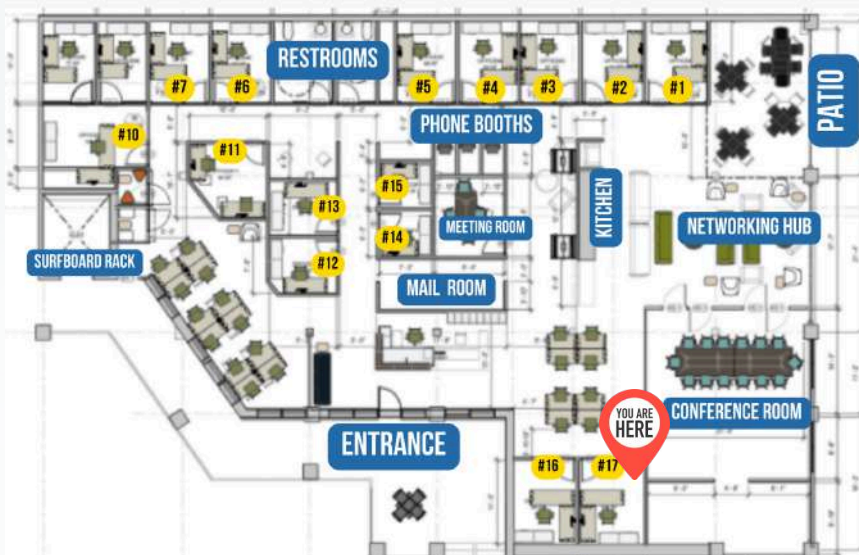 RESTROOMS
#7
#6
#5
#4
#3
#2
#1
PATIO
PHONE BOOTHS
#10
#11
#15
#13
MEETING ROOM
KITCHEN
NETWORKING HUB
#14
SURFBOARD RACK
#12
MAIL ROOM
YOU ARE
HERE
CONFERENCE ROOM
ENTRANCE
#16
#17